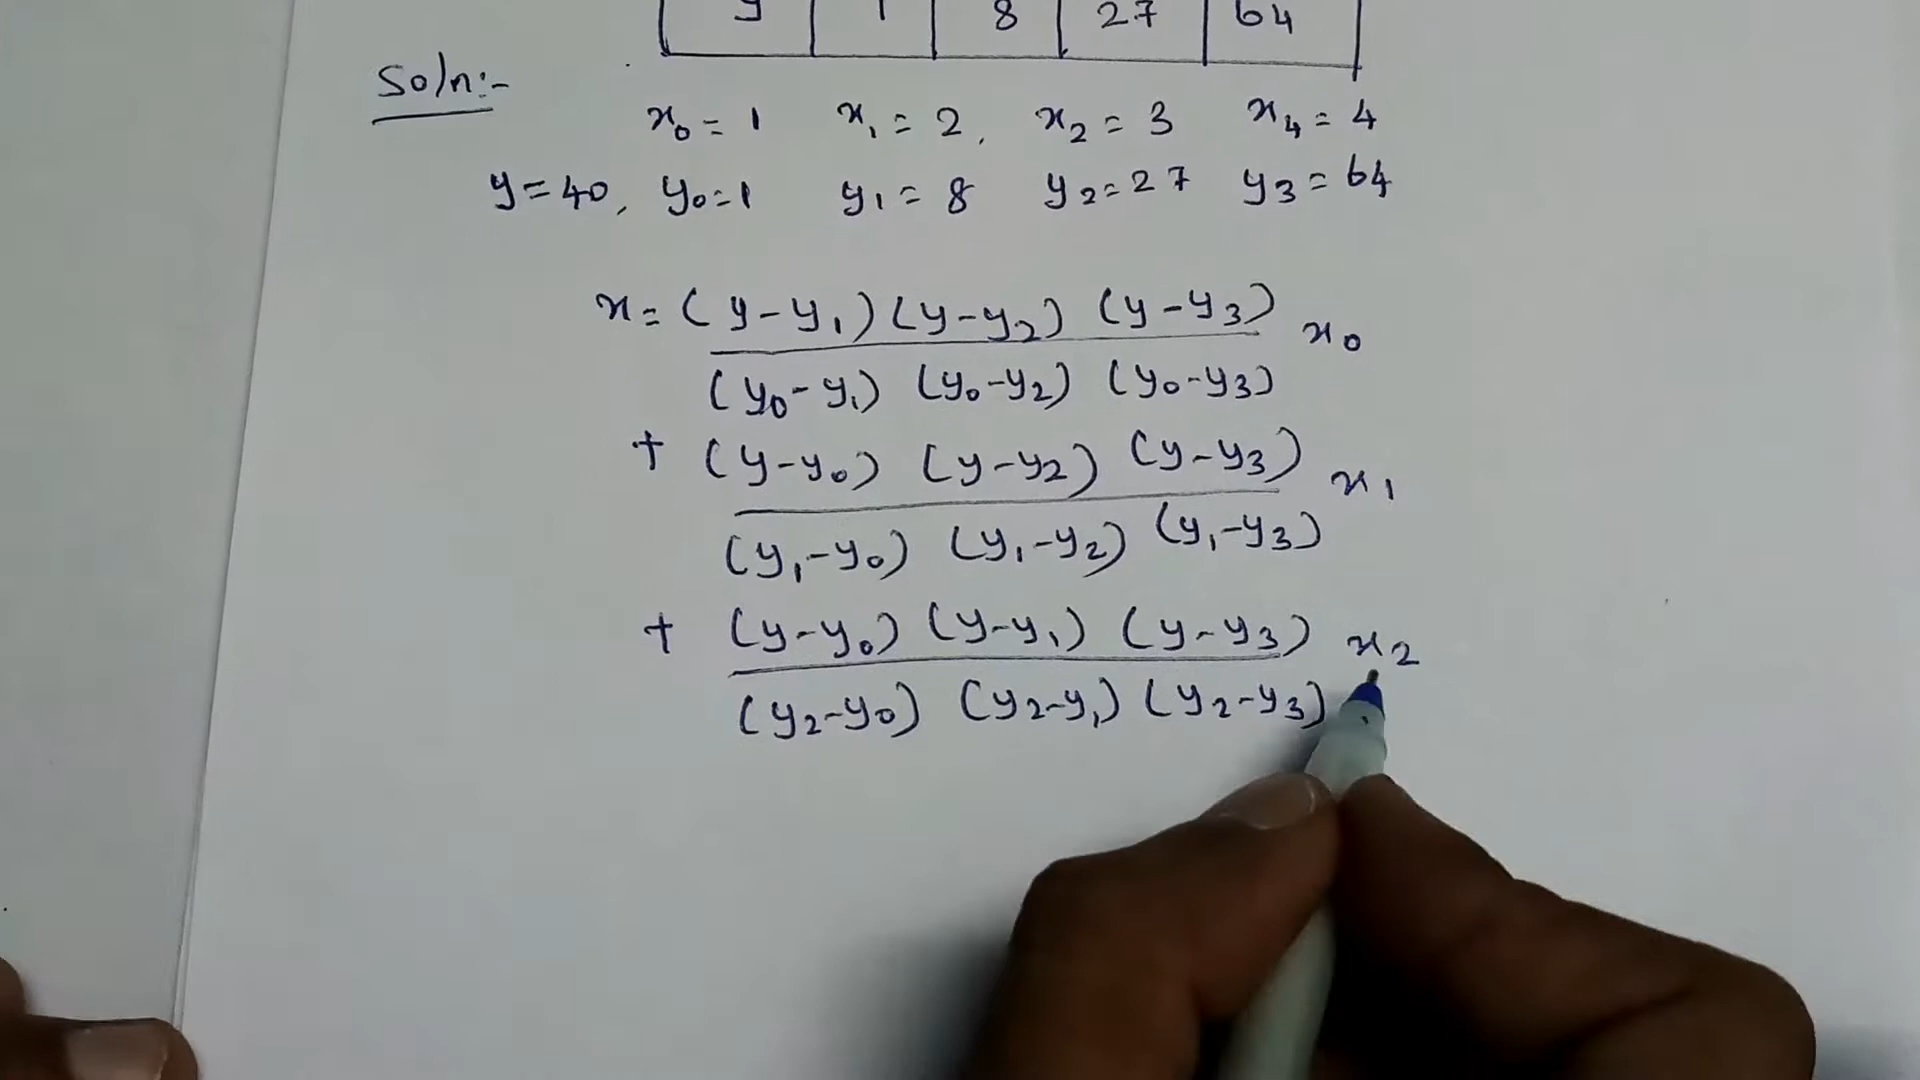 y 1 8 27 64
Soln:-
x₀ = 1 x₁ = 2, x₂ = 3 x₄ = 4
y = 40, y₀ = 1 y₁ = 8 y₂ = 27 y₃ = 64
x = (y - y₁) (y - y₂) (y - y₃) x₀
(y₀ - y₁) (y₀ - y₂) (y₀ - y₃)
+ (y - y₀) (y - y₂) (y - y₃) x₁
(y₁ - y₀) (y₁ - y₂) (y₁ - y₃)
+ (y - y₀) (y - y₁) (y - y₃) x₂
(y₂ - y₀) (y₂ - y₁) (y₂ - y₃)